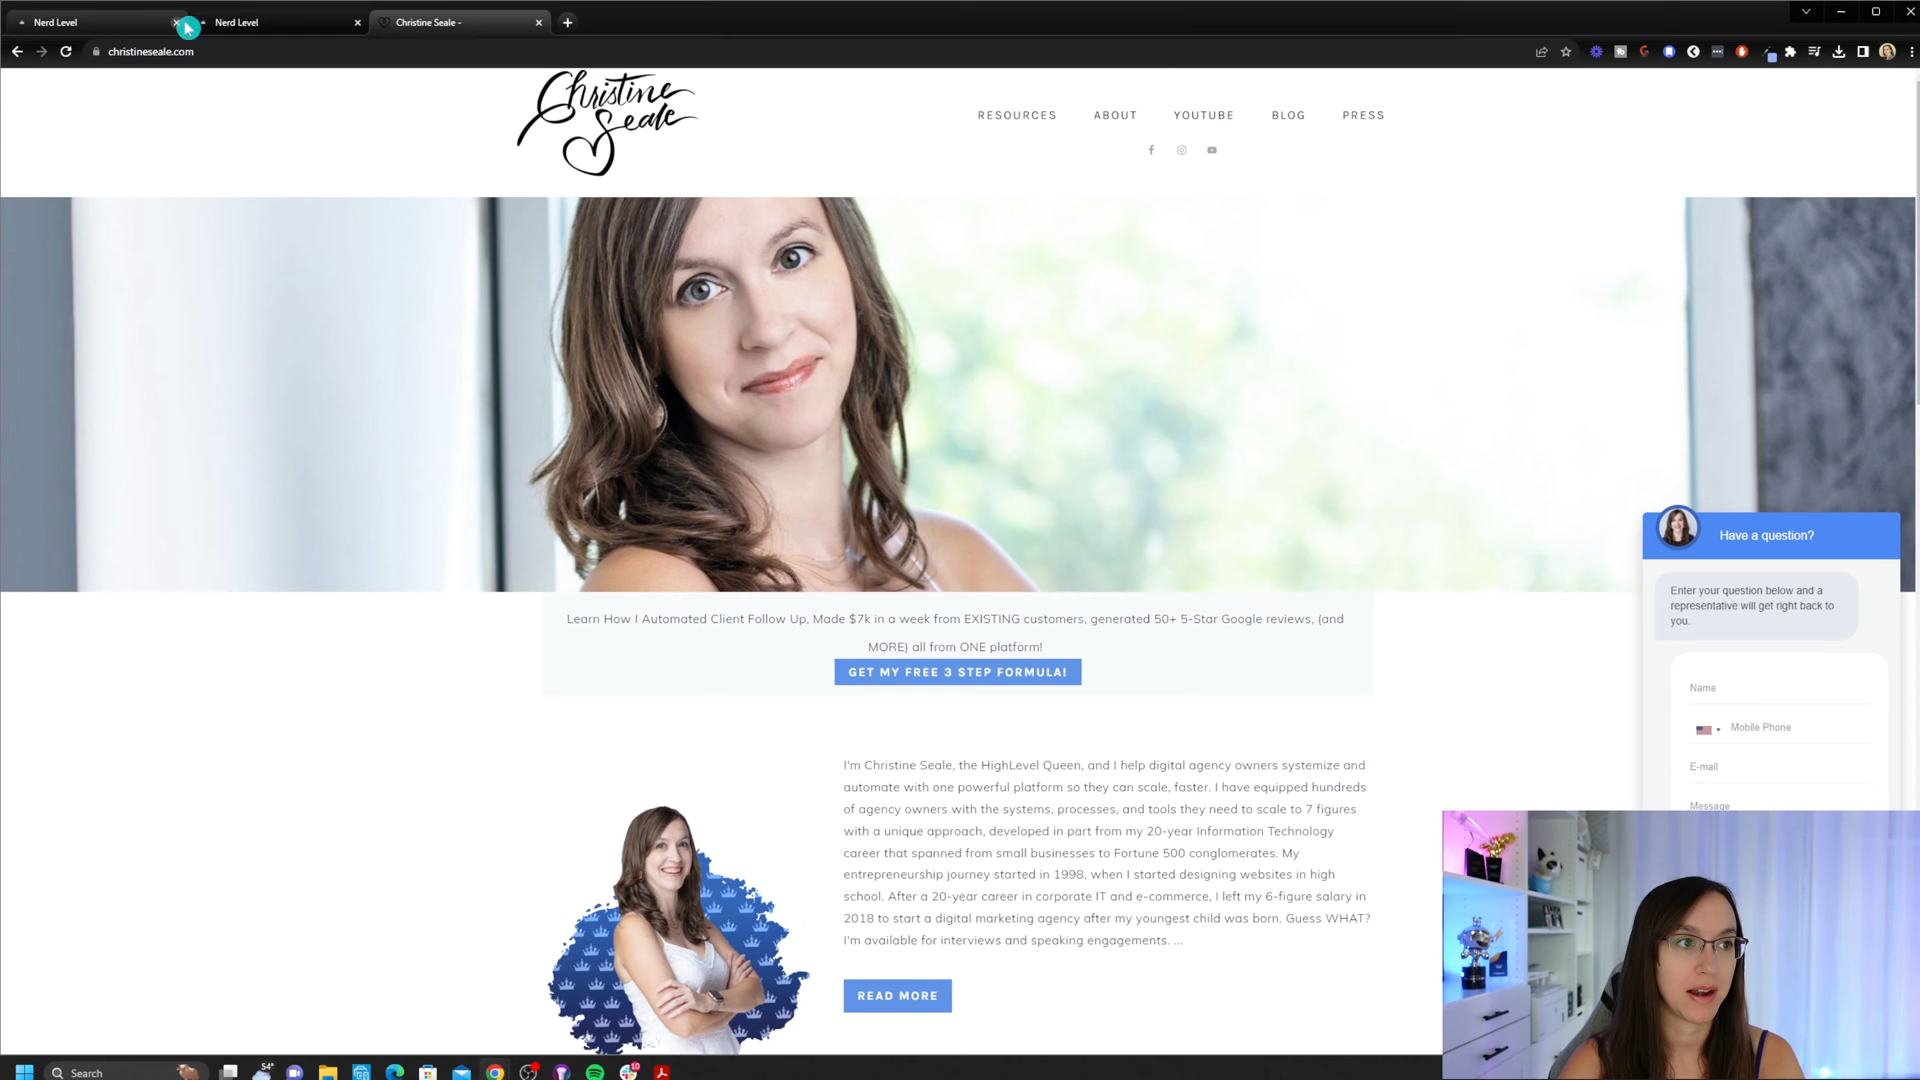 Nerd Level
Nerd Level
Christine Seale -
christineseale.com
Christine
Seale
RESOURCES
ABOUT
YOUTUBE
BLOG
PRESS
Learn How I Automated Client Follow Up, Made $7k in a week from EXISTING customers, generated 50+ 5-Star Google reviews, (and
MORE) all from ONE platform!
GET MY FREE 3 STEP FORMULA!
I'm Christine Seale, the HighLevel Queen, and I help digital agency owners systemize and
automate with one powerful platform so they can scale, faster. I have equipped hundreds
of agency owners with the systems, processes, and tools they need to scale to 7 figures
with a unique approach, developed in part from my 20-year Information Technology
career that spanned from small businesses to Fortune 500 conglomerates. My
entrepreneurship journey started in 1998, when I started designing websites in high
school. After a 20-year career in corporate IT and e-commerce, I left my 6-figure salary in
2018 to start a digital marketing agency after my youngest child was born. Guess WHAT?
I'm available for interviews and speaking engagements. ...
READ MORE
Have a question?
Enter your question below and a
representative will get right back to
you.
Name
Mobile Phone
E-mail
Message
Search
54°
10